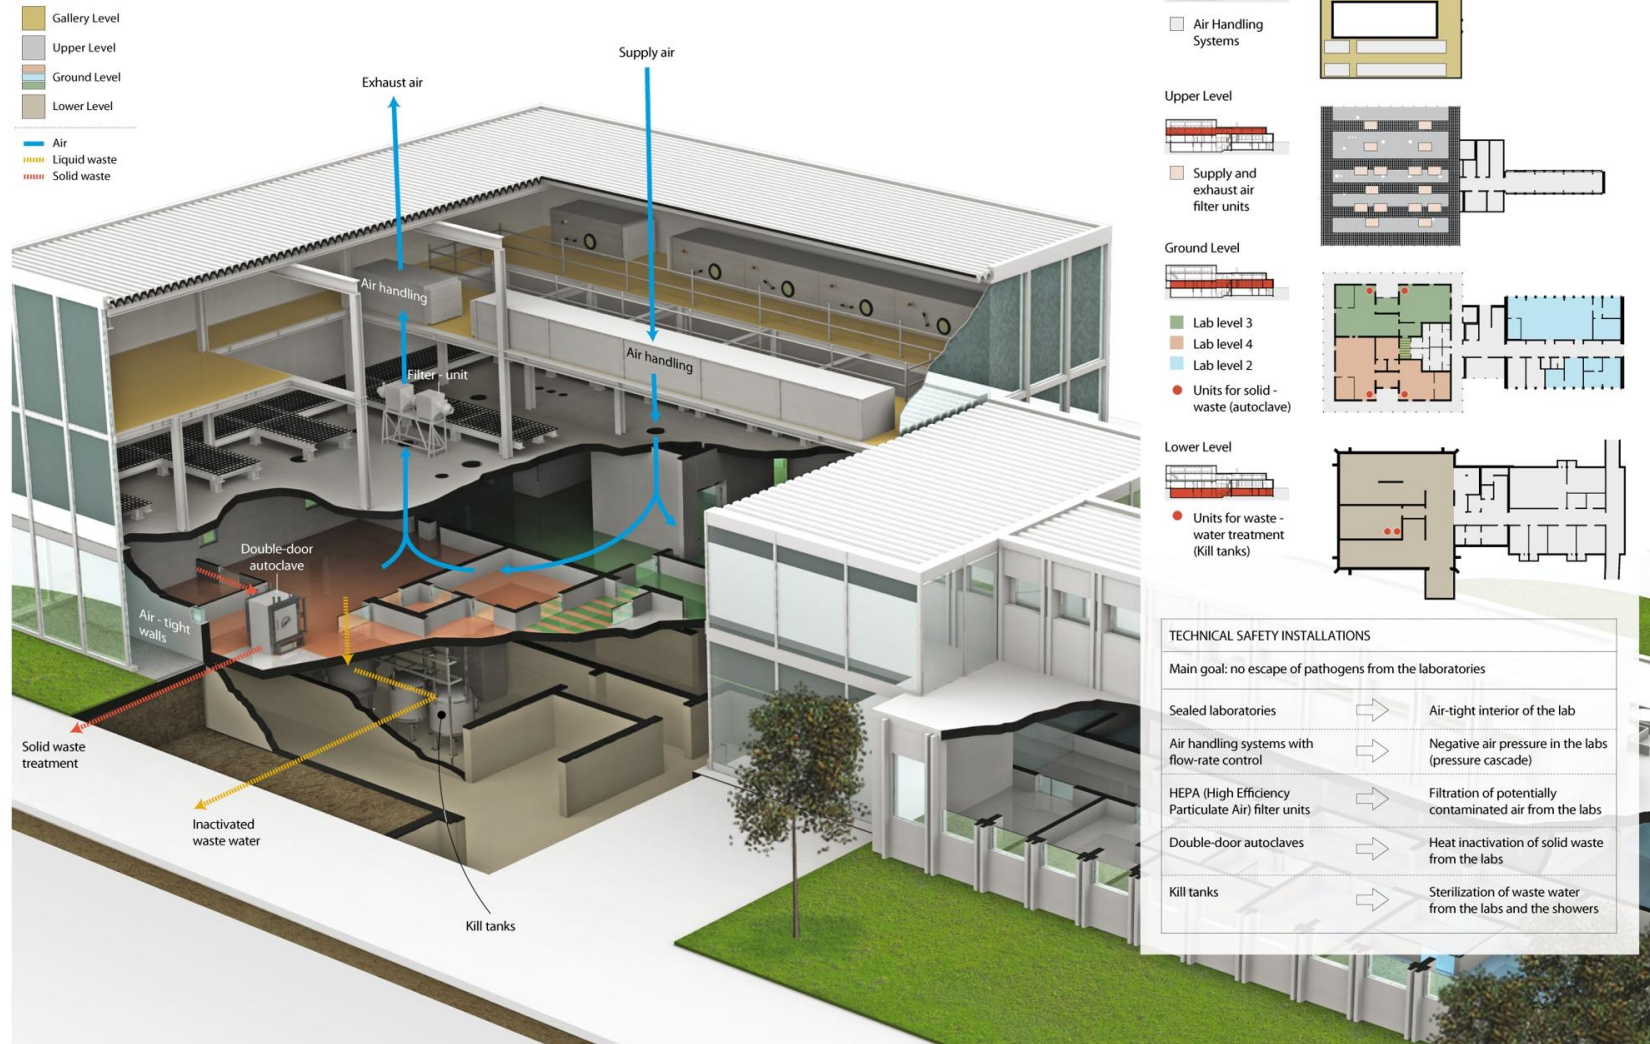 Gallery Level
Upper Level
Ground Level
Lower Level
Air
Liquid waste
Solid waste
Exhaust air
Supply air
Air handling
Air handling
Filter - unit
Double-door
autoclave
Air - tight
walls
Solid waste
treatment
Inactivated
waste water
Kill tanks
Air Handling
Systems
Upper Level
Supply and
exhaust air
filter units
Ground Level
Lab level 3
Lab level 4
Lab level 2
Units for solid -
waste (autoclave)
Lower Level
Units for waste -
water treatment
(Kill tanks)
TECHNICAL SAFETY INSTALLATIONS
Main goal: no escape of pathogens from the laboratories
Sealed laboratories
Air-tight interior of the lab
Air handling systems with
flow-rate control
Negative air pressure in the labs
(pressure cascade)
HEPA (High Efficiency
Particulate Air) filter units
Filtration of potentially
contaminated air from the labs
Double-door autoclaves
Heat inactivation of solid waste
from the labs
Kill tanks
Sterilization of waste water
from the labs and the showers